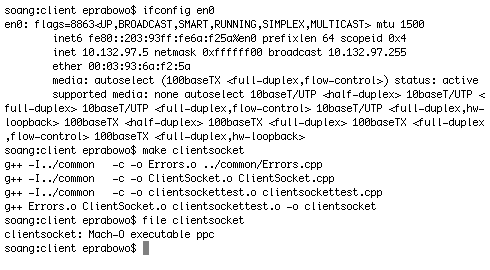 soang:client eprabowo$ ifconfig en0
en0: flags=8863<UP,BROADCAST,SMART,RUNNING,SIMPLEX,MULTICAST> mtu 1500
inet6 fe80::203:93ff:fe6a:f25a%en0 prefixlen 64 scopeid 0x4
inet 10.132.97.5 netmask 0xffffff00 broadcast 10.132.97.255
ether 00:03:93:6a:f2:5a
media: autoselect (100baseTX <full-duplex,flow-control>) status: active
supported media: none autoselect 10baseT/UTP <half-duplex> 10baseT/UTP <
full-duplex> 10baseT/UTP <full-duplex,flow-control> 10baseT/UTP <full-duplex,hw-
loopback> 100baseTX <half-duplex> 100baseTX <full-duplex> 100baseTX <full-duplex
,flow-control> 100baseTX <full-duplex,hw-loopback>
soang:client eprabowo$ make clientsocket
g++ -I../common -c -o Errors.o ../common/Errors.cpp
g++ -I../common -c -o ClientSocket.o ClientSocket.cpp
g++ -I../common -c -o clientsockettest.o clientsockettest.cpp
g++ Errors.o ClientSocket.o clientsockettest.o -o clientsocket
soang:client eprabowo$ file clientsocket
clientsocket: Mach-O executable ppc
soang:client eprabowo$